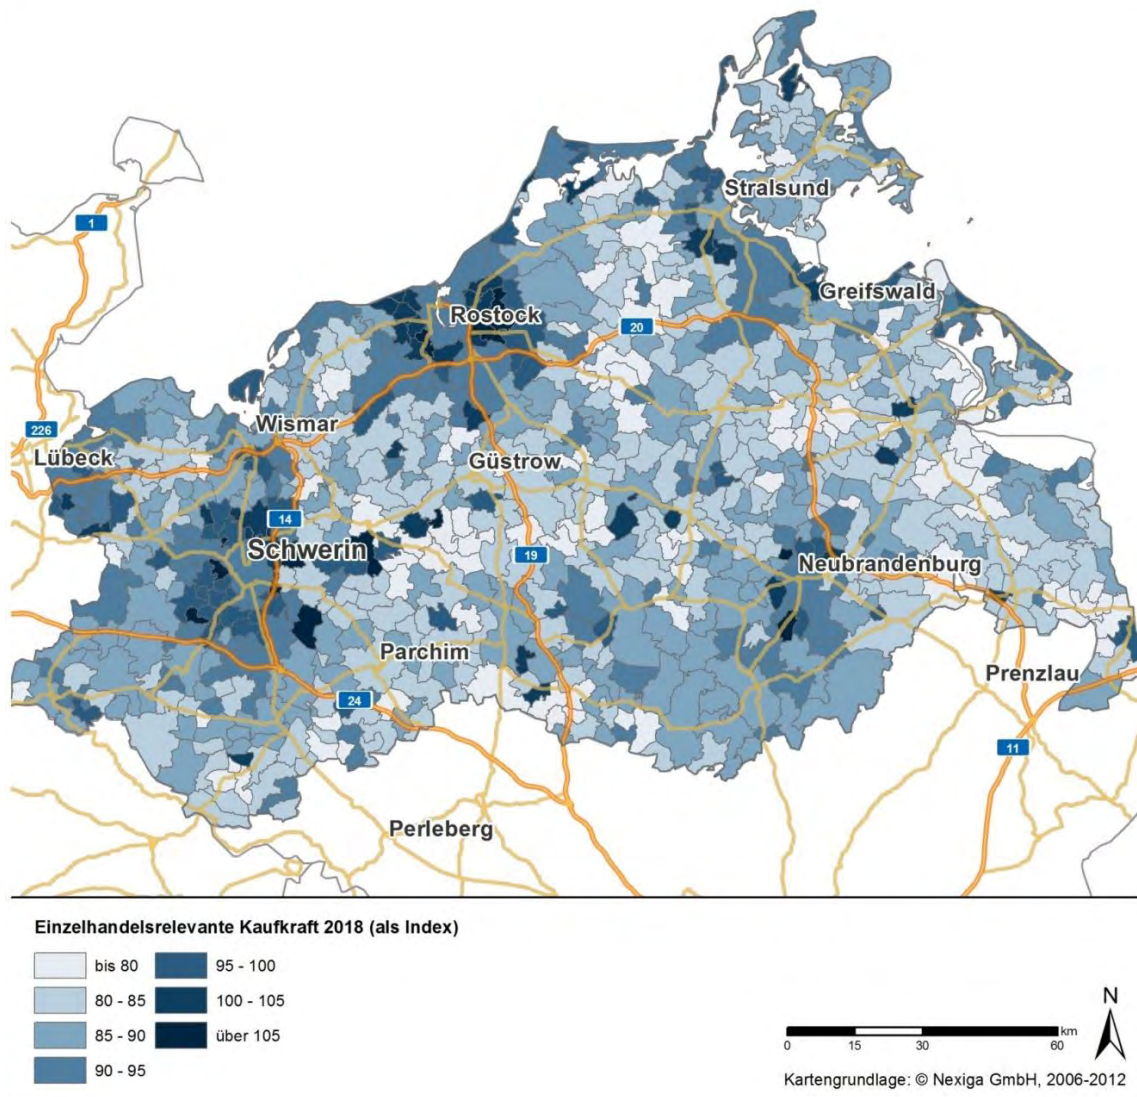 Stralsund
1
Greifswald
Rostock
20
Wismar
226
Lübeck
Güstrow
14
Schwerin
19
Neubrandenburg
Parchim
Prenzlau
24
11
Perleberg
Einzelhandelsrelevante Kaufkraft 2018 (als Index)
bis 80
95 - 100
80 - 85
100 - 105
85 - 90
über 105
90 - 95
N
km
0 15 30 60
Kartengrundlage: © Nexiga GmbH, 2006-2012